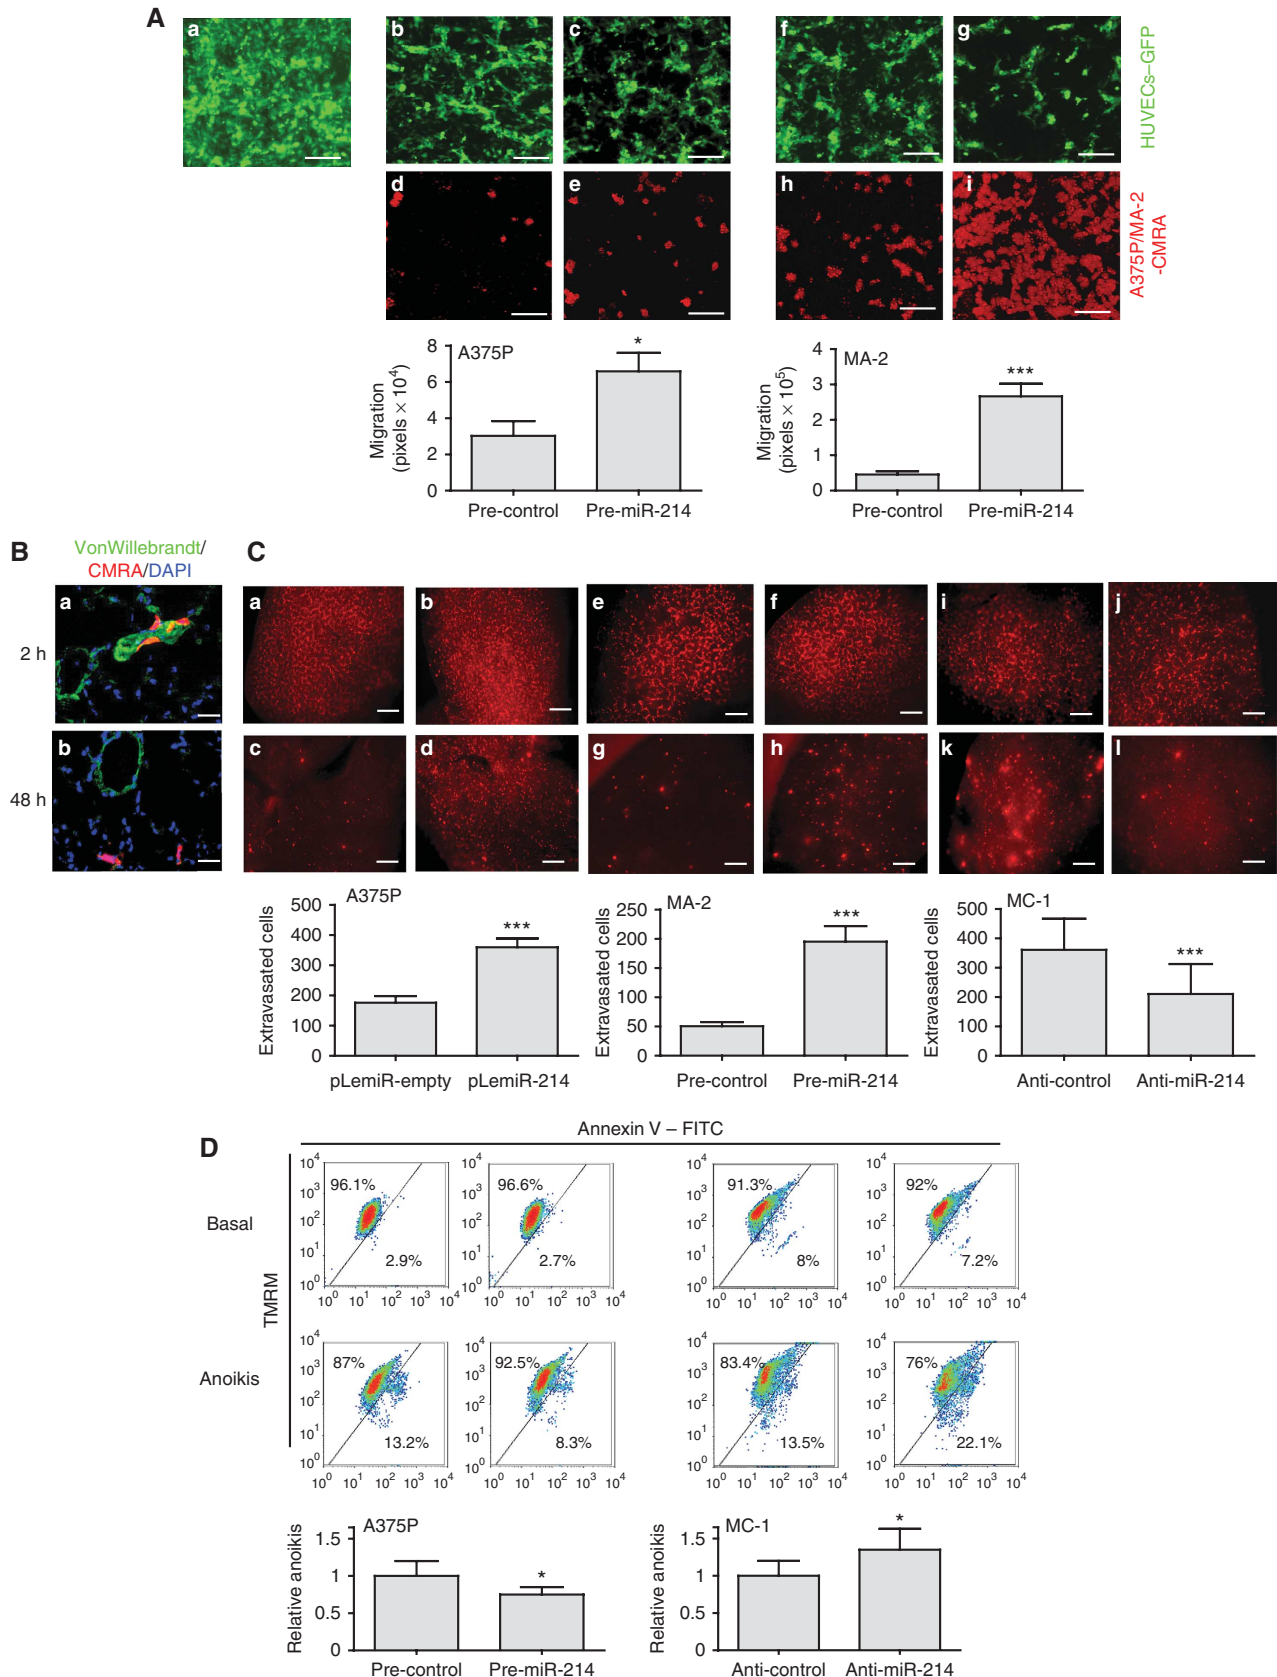 A
a
b
c
f
g
HUVECs–GFP
d
e
h
i
A375P/MA-2
-CMRA
8
6
4
2
0
Migration
(pixels × 10⁴)
A375P
*
Pre-control
Pre-miR-214
4
3
2
1
0
Migration
(pixels × 10⁵)
MA-2
***
Pre-control
Pre-miR-214
B
VonWillebrandt/
CMRA/DAPI
a
2 h
b
48 h
C
a
b
e
f
i
j
c
d
g
h
k
l
500
400
300
200
100
0
Extravasated cells
A375P
***
pLemiR-empty
pLemiR-214
250
200
150
100
50
0
Extravasated cells
MA-2
***
Pre-control
Pre-miR-214
500
400
300
200
100
0
Extravasated cells
MC-1
***
Anti-control
Anti-miR-214
D
Annexin V – FITC
TMRM
Basal
10⁴
10³
10²
10¹
10⁰
96.1%
2.9%
10⁰ 10¹ 10² 10³ 10⁴
10⁴
10³
10²
10¹
10⁰
96.6%
2.7%
10⁰ 10¹ 10² 10³ 10⁴
10⁴
10³
10²
10¹
10⁰
91.3%
8%
10⁰ 10¹ 10² 10³ 10⁴
10⁴
10³
10²
10¹
10⁰
92%
7.2%
10⁰ 10¹ 10² 10³ 10⁴
Anoikis
10⁴
10³
10²
10¹
10⁰
87%
13.2%
10⁰ 10¹ 10² 10³ 10⁴
10⁴
10³
10²
10¹
10⁰
92.5%
8.3%
10⁰ 10¹ 10² 10³ 10⁴
10⁴
10³
10²
10¹
10⁰
83.4%
13.5%
10⁰ 10¹ 10² 10³ 10⁴
10⁴
10³
10²
10¹
10⁰
76%
22.1%
10⁰ 10¹ 10² 10³ 10⁴
1.5
1
0.5
0
Relative anoikis
A375P
*
Pre-control
Pre-miR-214
1.5
1
0.5
0
Relative anoikis
MC-1
*
Anti-control
Anti-miR-214